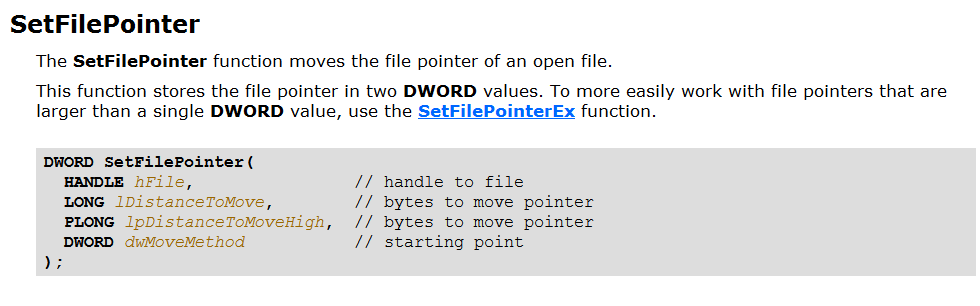 SetFilePointer
The SetFilePointer function moves the file pointer of an open file.
This function stores the file pointer in two DWORD values. To more easily work with file pointers that are
larger than a single DWORD value, use the SetFilePointerEx function.
DWORD SetFilePointer(
  HANDLE hFile,                // handle to file
  LONG lDistanceToMove,        // bytes to move pointer
  PLONG lpDistanceToMoveHigh,  // bytes to move pointer
  DWORD dwMoveMethod           // starting point
);